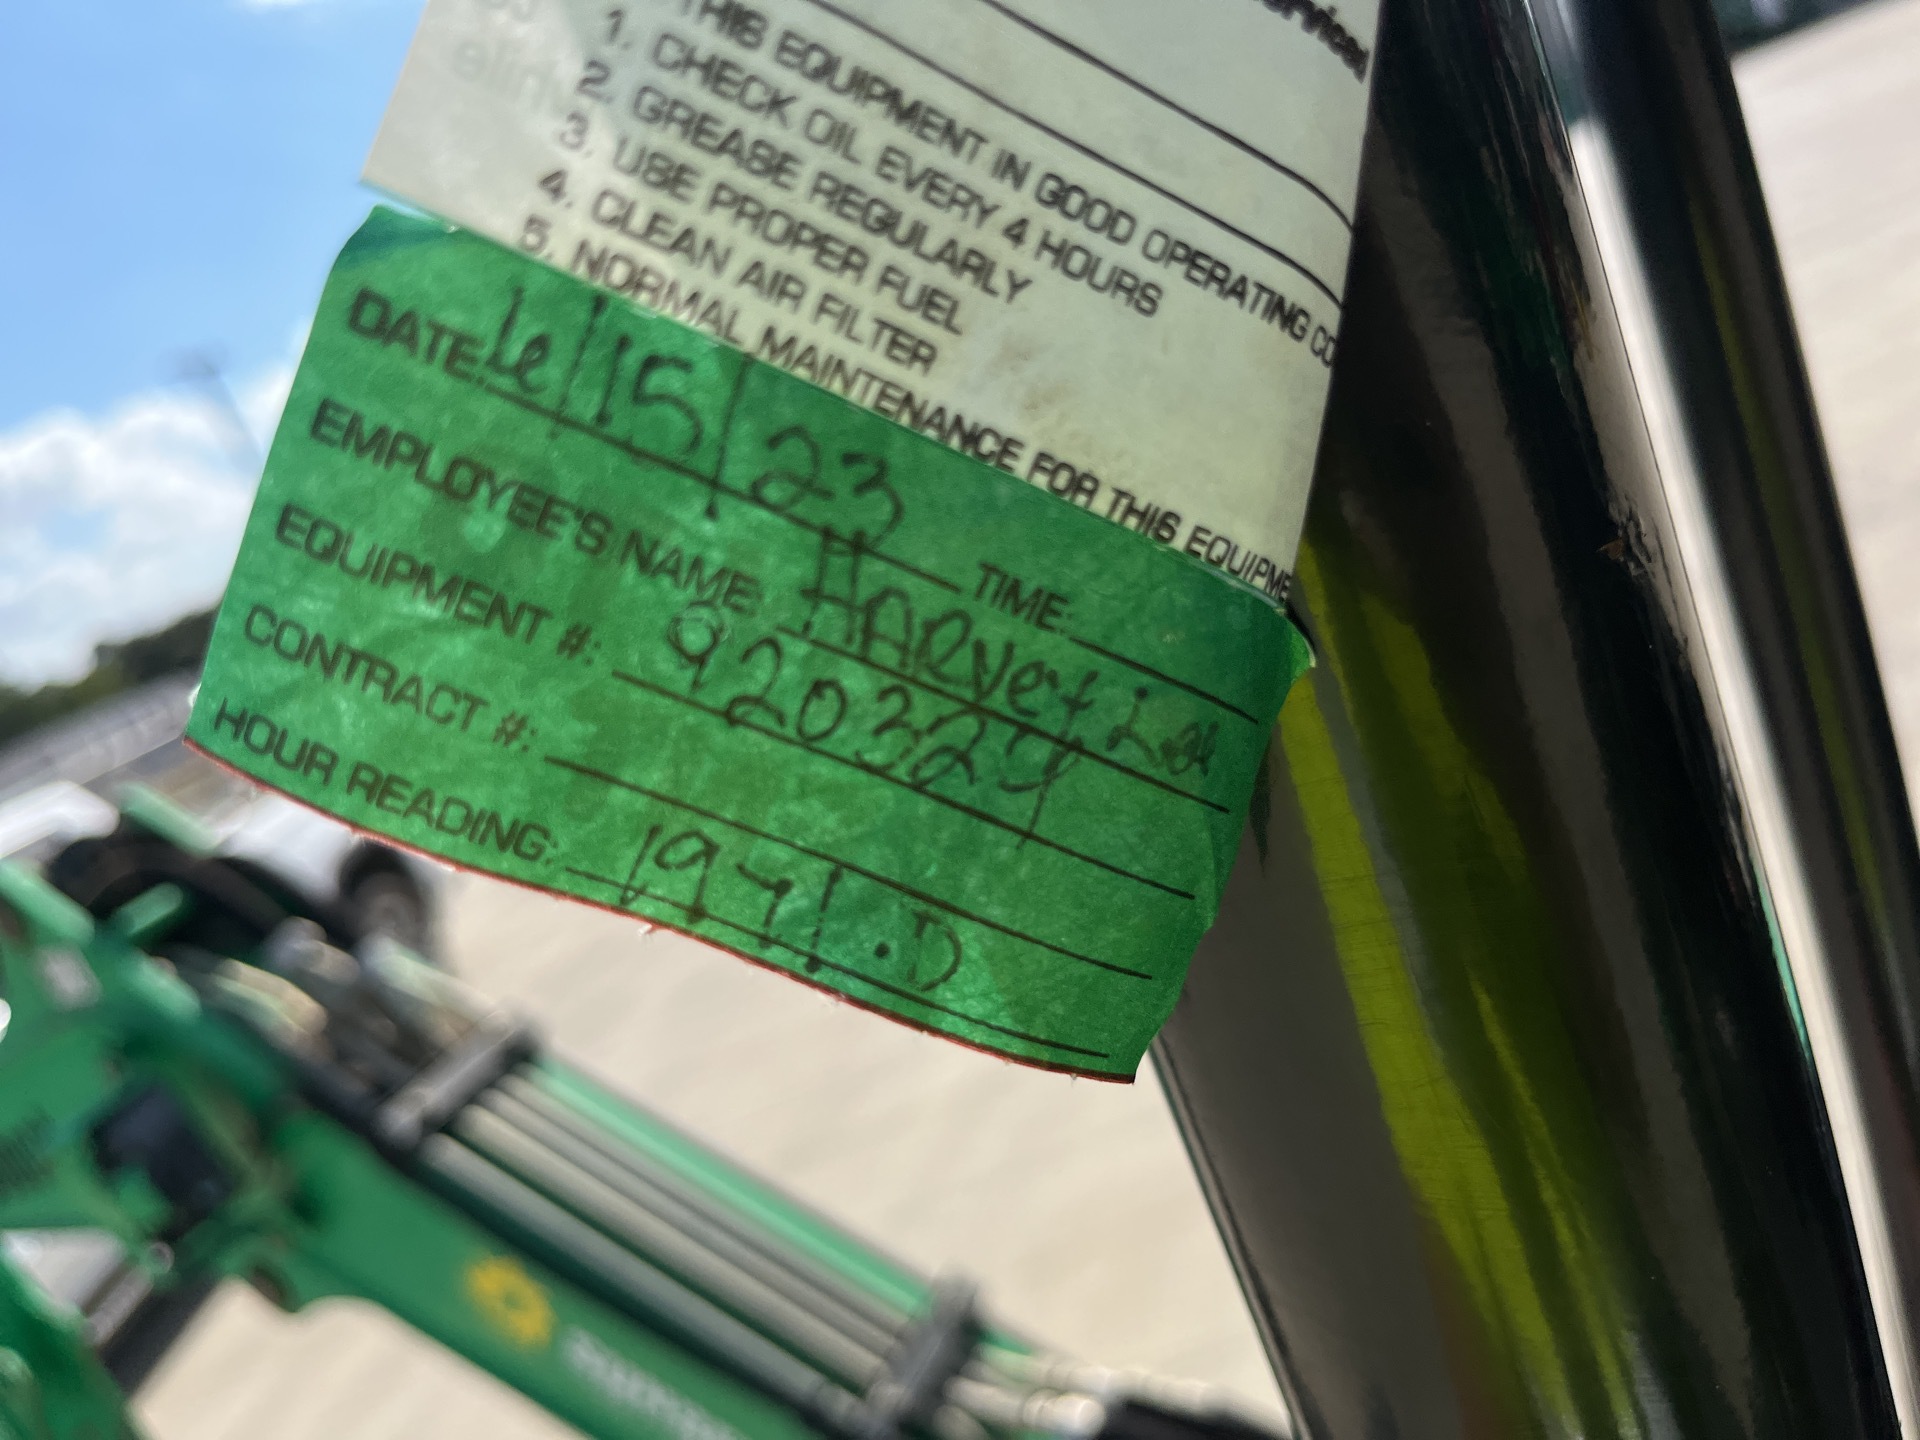 THIS EQUIPMENT IN GOOD OPERATING CO
1. CHECK OIL EVERY 4 HOURS
2. GREASE REGULARLY
3. USE PROPER FUEL
4. CLEAN AIR FILTER
5. NORMAL MAINTENANCE FOR THIS EQUIPME
DATE: 6/15/23 TIME:
EMPLOYEE'S NAME: HARVey
EQUIPMENT #: 920329
CONTRACT #:
HOUR READING: